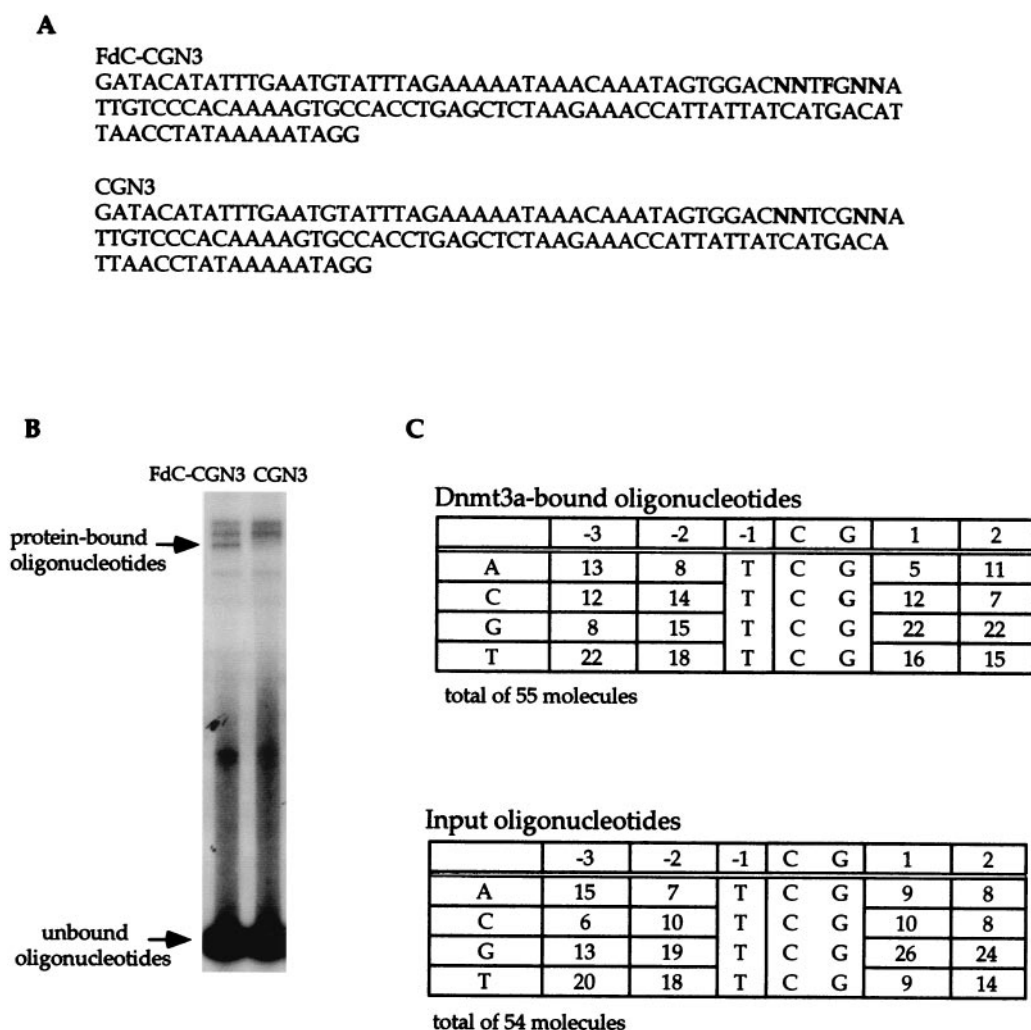 A
FdC-CGN3
GATACATATTTGAATGTATTTAGAAAAATAAACAAATAGTGGACNNTFGNNA
TTGTCCCACAAAAGTGCCACCTGAGCTCTAAGAAACCATTATTATCATGACAT
TAACCTATAAAAATAGG
CGN3
GATACATATTTGAATGTATTTAGAAAAATAAACAAATAGTGGACNNTCGNNA
TTGTCCCACAAAAGTGCCACCTGAGCTCTAAGAAACCATTATTATCATGACA
TTAACCTATAAAAATAGG
B
FdC-CGN3 CGN3
protein-bound
oligonucleotides
unbound
oligonucleotides
C
Dnmt3a-bound oligonucleotides
-3 -2 -1 C G 1 2
A 13 8 T C G 5 11
C 12 14 T C G 12 7
G 8 15 T C G 22 22
T 22 18 T C G 16 15
total of 55 molecules
Input oligonucleotides
-3 -2 -1 C G 1 2
A 15 7 T C G 9 8
C 6 10 T C G 10 8
G 13 19 T C G 26 24
T 20 18 T C G 9 14
total of 54 molecules